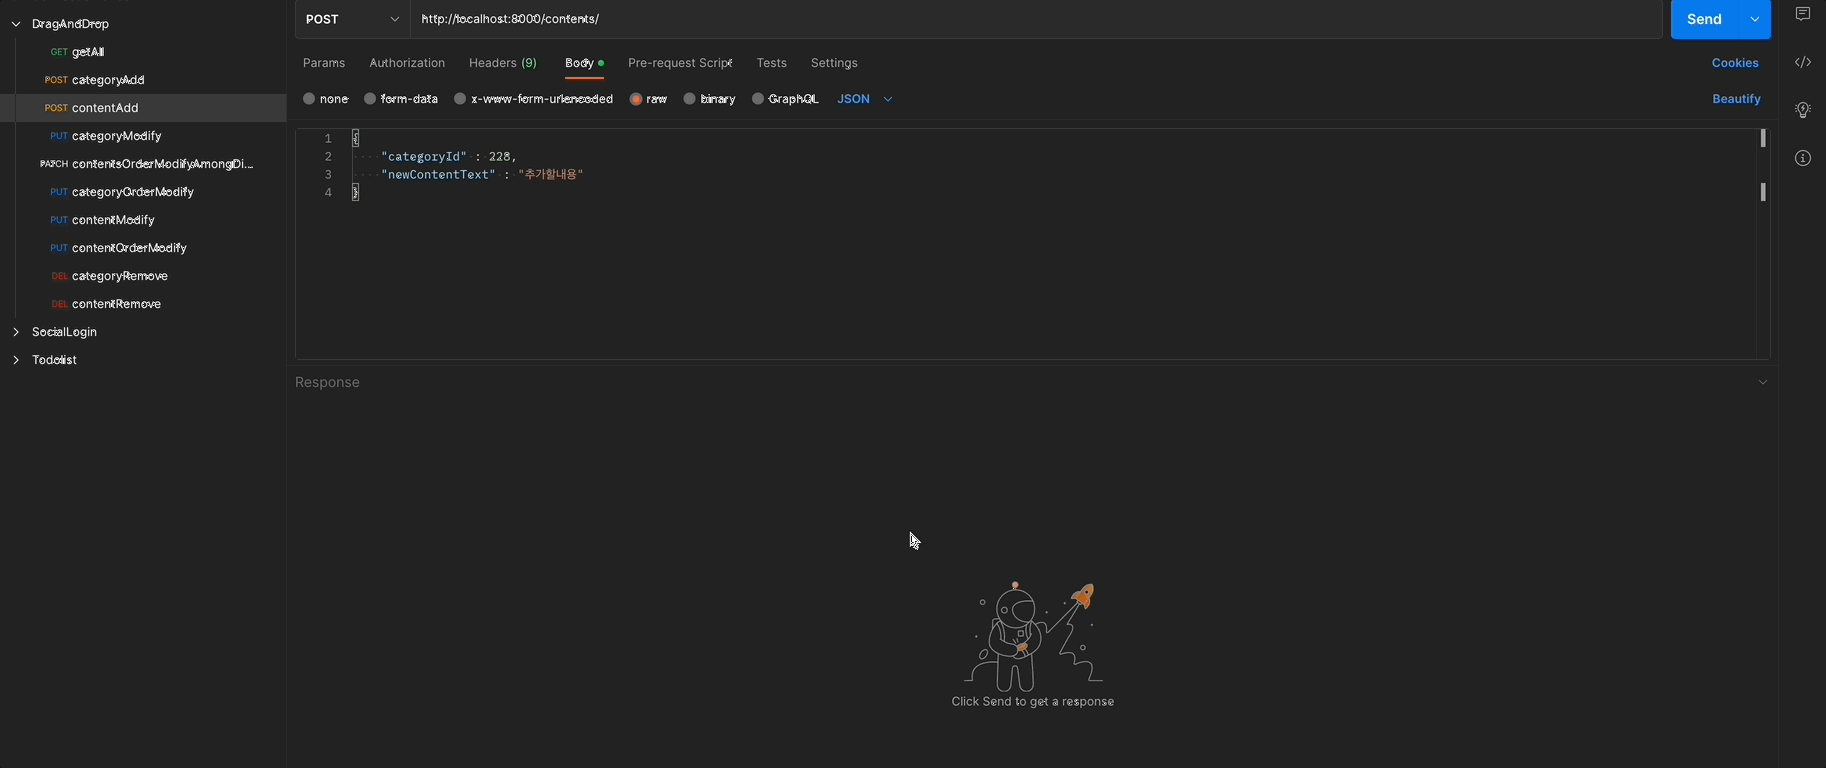 DragAndDrop
GET getAll
POST categoryAdd
POST contentAdd
PUT categoryModify
PATCH contentsOrderModifyAmongDi...
PUT categoryOrderModify
PUT contentModify
PUT contentOrderModify
DEL categoryRemove
DEL contentRemove
SocialLogin
Todolist
POST http://localhost:8000/contents/ Send
Params Authorization Headers (9) Body Pre-request Script Tests Settings Cookies
none form-data x-www-form-urlencoded raw binary GraphQL JSON Beautify
1 {
2 "categoryId" : 228,
3 "newContentText" : "추가할내용"
4 }
Response
Click Send to get a response